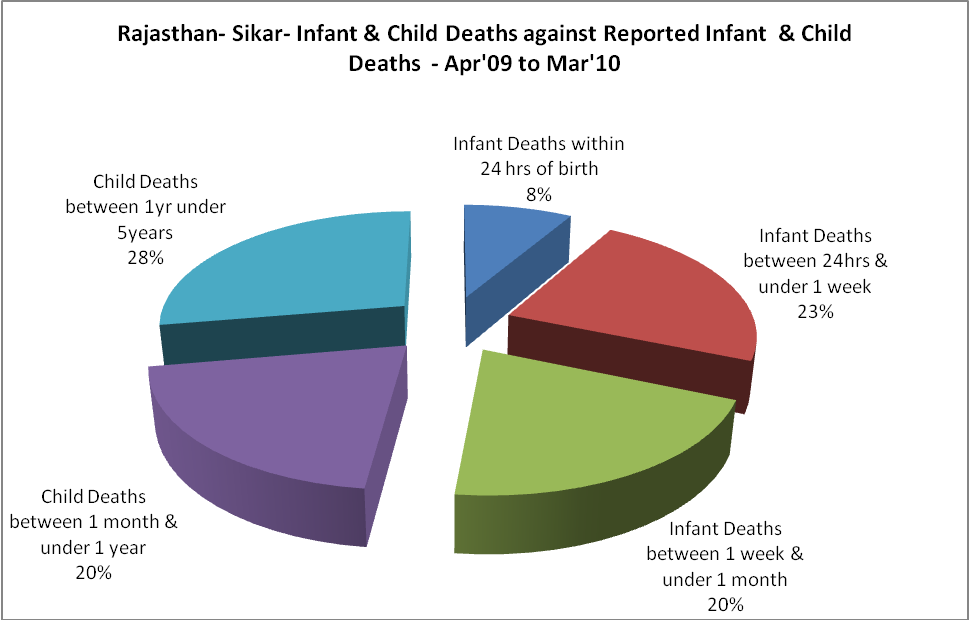 Rajasthan- Sikar- Infant & Child Deaths against Reported Infant & Child
Deaths - Apr'09 to Mar'10
Infant Deaths within
24 hrs of birth
8%
Infant Deaths
between 24hrs &
under 1 week
23%
Infant Deaths
between 1 week &
under 1 month
20%
Child Deaths
between 1 month &
under 1 year
20%
Child Deaths
between 1yr under
5years
28%